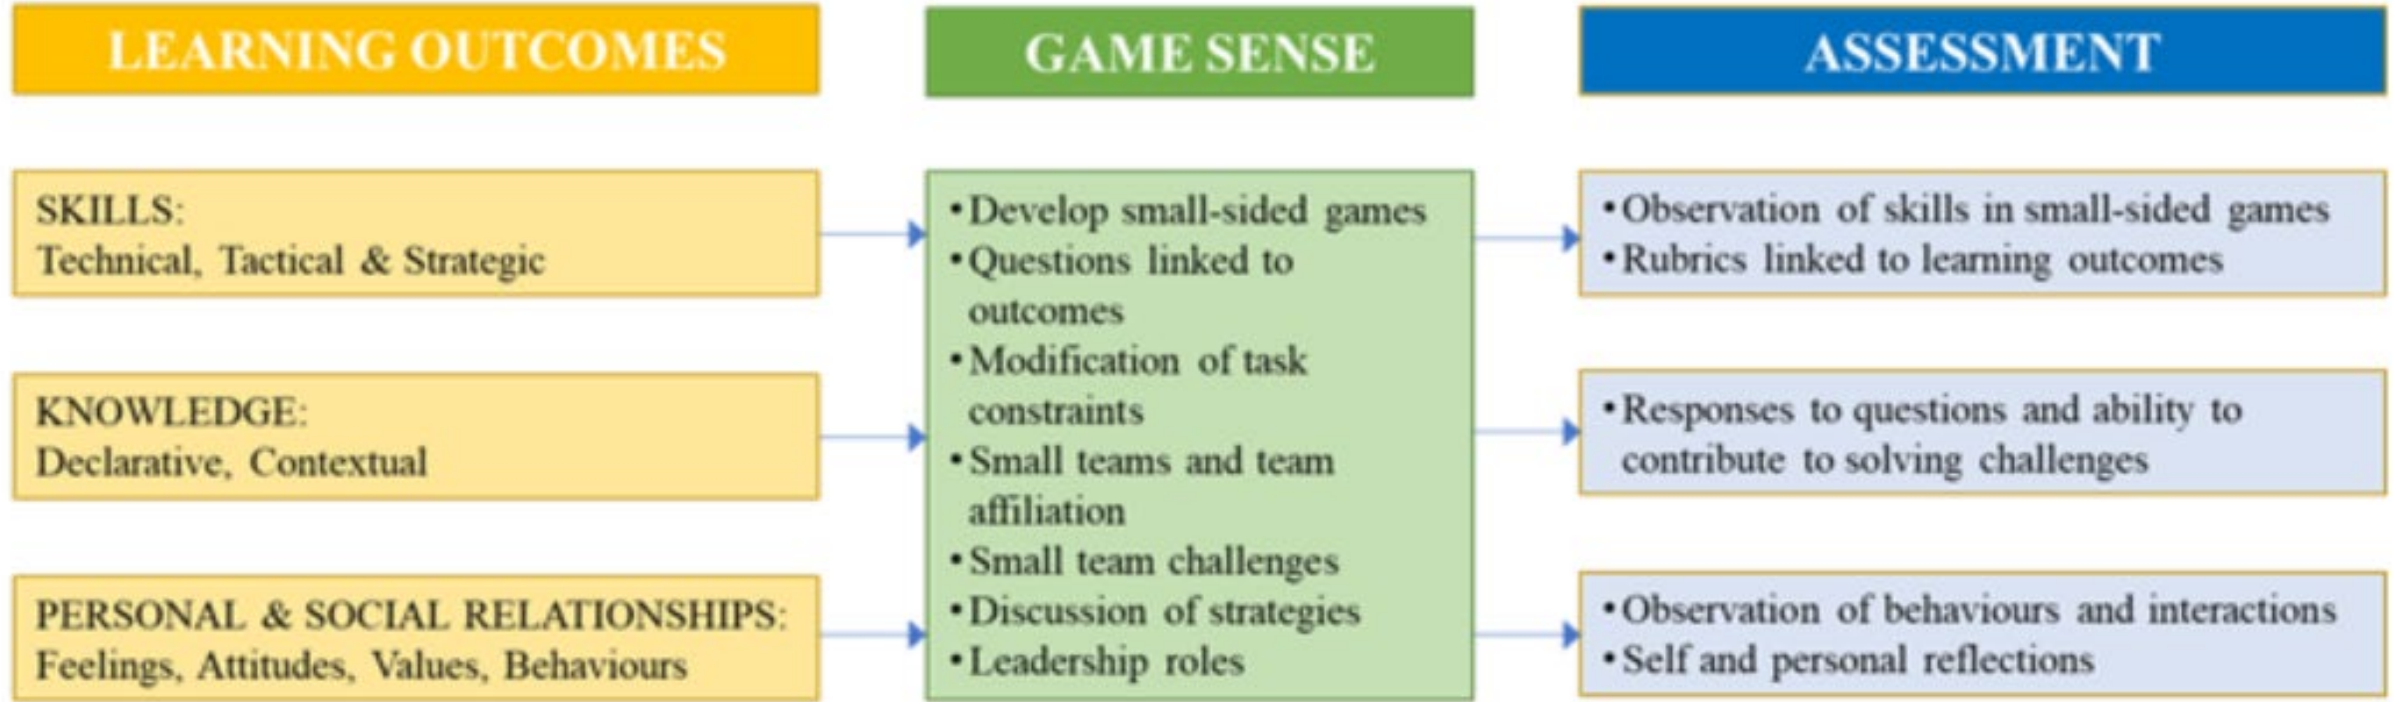 LEARNING OUTCOMES
GAME SENSE
ASSESSMENT
SKILLS:
Technical, Tactical & Strategic
KNOWLEDGE:
Declarative, Contextual
PERSONAL & SOCIAL RELATIONSHIPS:
Feelings, Attitudes, Values, Behaviours
•Develop small-sided games
•Questions linked to
outcomes
•Modification of task
constraints
•Small teams and team
affiliation
•Small team challenges
•Discussion of strategies
•Leadership roles
•Observation of skills in small-sided games
•Rubrics linked to learning outcomes
•Responses to questions and ability to
contribute to solving challenges
•Observation of behaviours and interactions
•Self and personal reflections